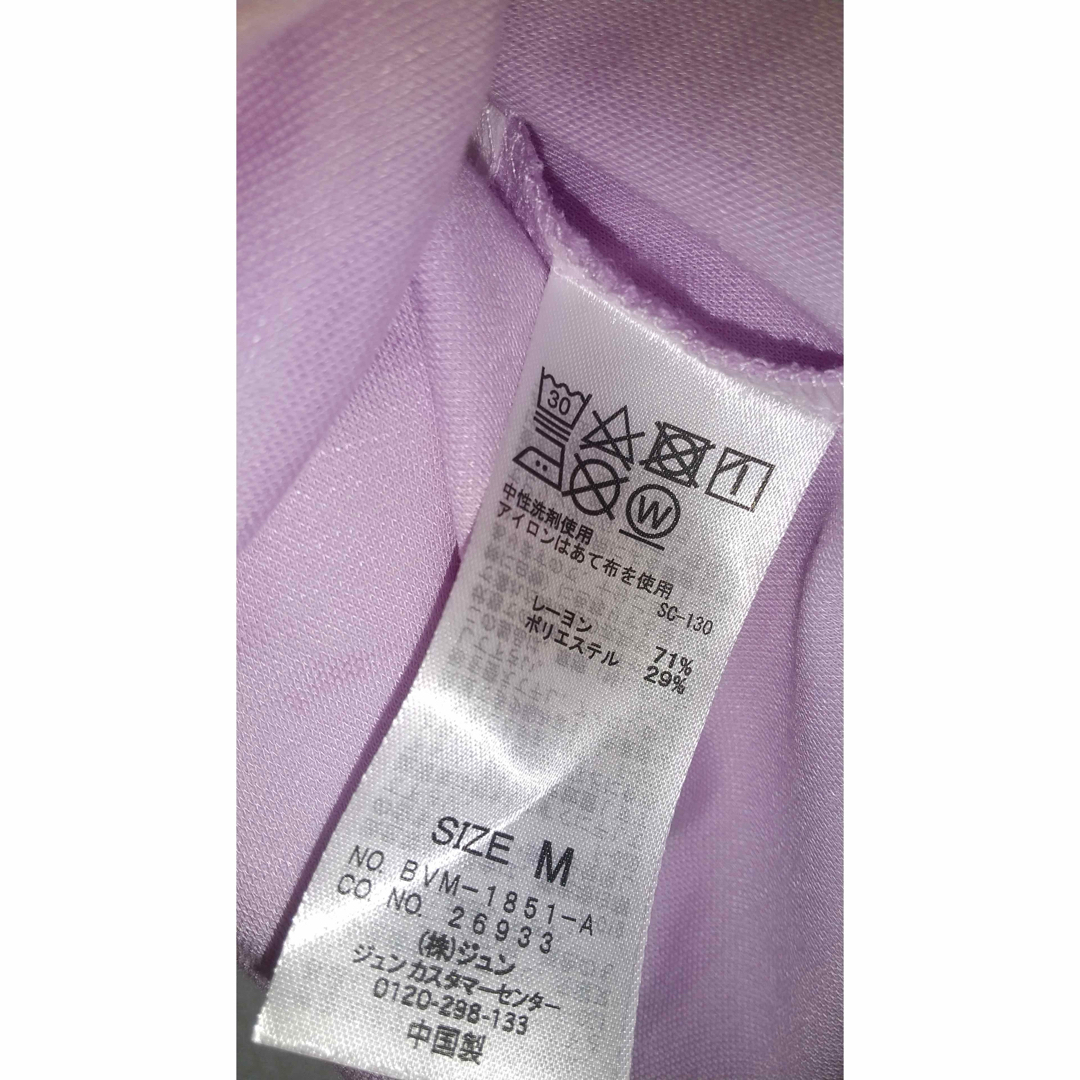 30
W
中性洗剤使用
アイロンはあて布を使用
SG-130
レーヨン 71%
ポリエステル 29%
SIZE M
NO. BVM-1851-A
CO. NO. 26933
(株)ジュン
ジュンカスタマーセンター
0120-298-133
中国製